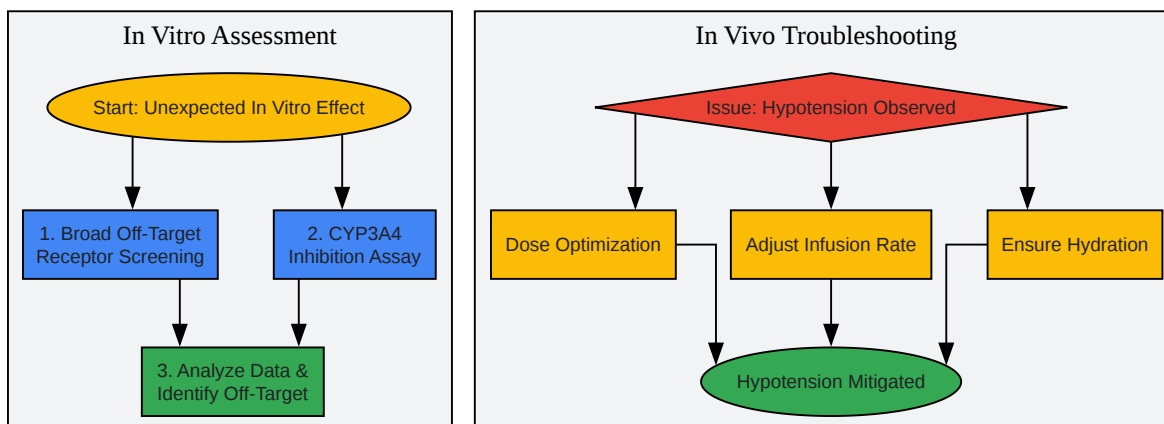 In Vitro Assessment
Start: Unexpected In Vitro Effect
1. Broad Off-Target
Receptor Screening
2. CYP3A4
Inhibition Assay
3. Analyze Data &
Identify Off-Target
In Vivo Troubleshooting
Issue: Hypotension Observed
Dose Optimization
Adjust Infusion Rate
Ensure Hydration
Hypotension Mitigated